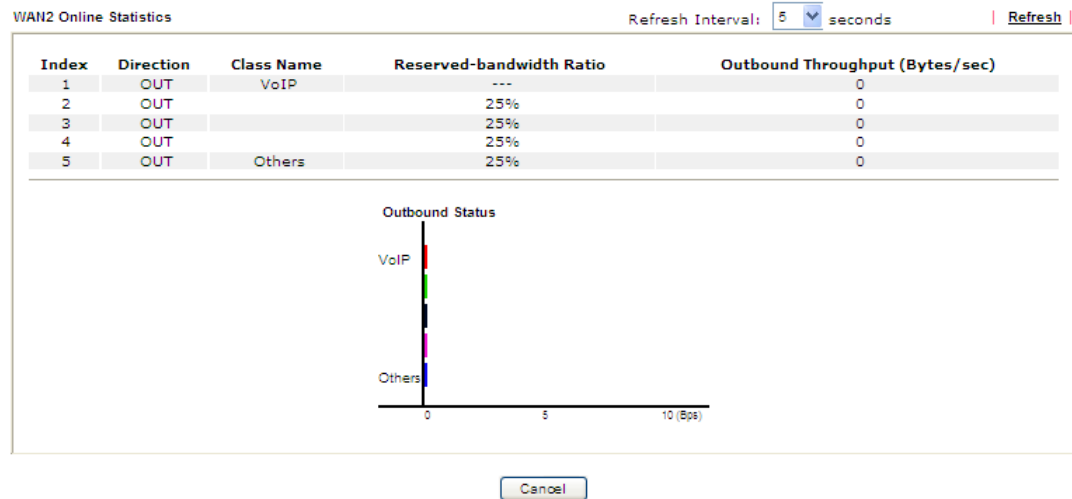 WAN2 Online Statistics Refresh Interval: 5 seconds | Refresh |
Index Direction Class Name Reserved-bandwidth Ratio Outbound Throughput (Bytes/sec)
1 OUT VoIP --- 0
2 OUT 25% 0
3 OUT 25% 0
4 OUT 25% 0
5 OUT Others 25% 0
Outbound Status
VoIP
Others
0 5 10 (Bps)
Cancel